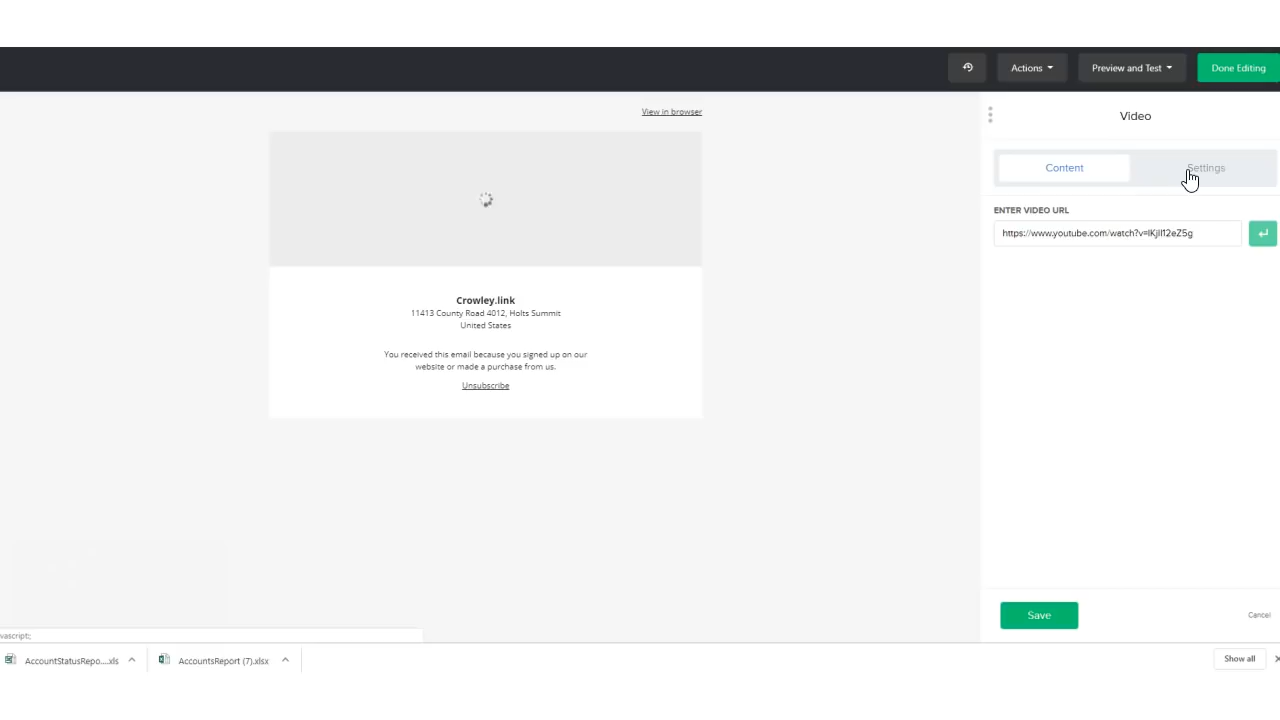 Actions
Preview and Test
Done Editing
View in browser
Video
Content
Settings
ENTER VIDEO URL
https://www.youtube.com/watch?v=lKjlI12eZ5g
Crowley.link
11413 County Road 4012, Holts Summit
United States
You received this email because you signed up on our
website or made a purchase from us.
Unsubscribe
Save
Cancel
vascript;
AccountStatusRepo....xls
AccountsReport (7).xlsx
Show all